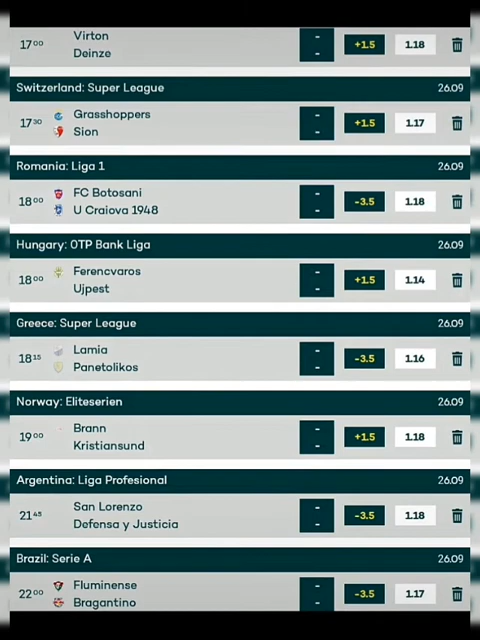 17 00
Virton
Deinze
-
-
+1.5
1.18
Switzerland: Super League 26.09
17 30
Grasshoppers
Sion
-
-
+1.5
1.17
Romania: Liga 1 26.09
18 00
FC Botosani
U Craiova 1948
-
-
-3.5
1.18
Hungary: OTP Bank Liga 26.09
18 00
Ferencvaros
Ujpest
-
-
+1.5
1.14
Greece: Super League 26.09
18 15
Lamia
Panetolikos
-
-
-3.5
1.16
Norway: Eliteserien 26.09
19 00
Brann
Kristiansund
-
-
+1.5
1.18
Argentina: Liga Profesional 26.09
21 45
San Lorenzo
Defensa y Justicia
-
-
-3.5
1.18
Brazil: Serie A 26.09
22 00
Fluminense
Bragantino
-
-
-3.5
1.17